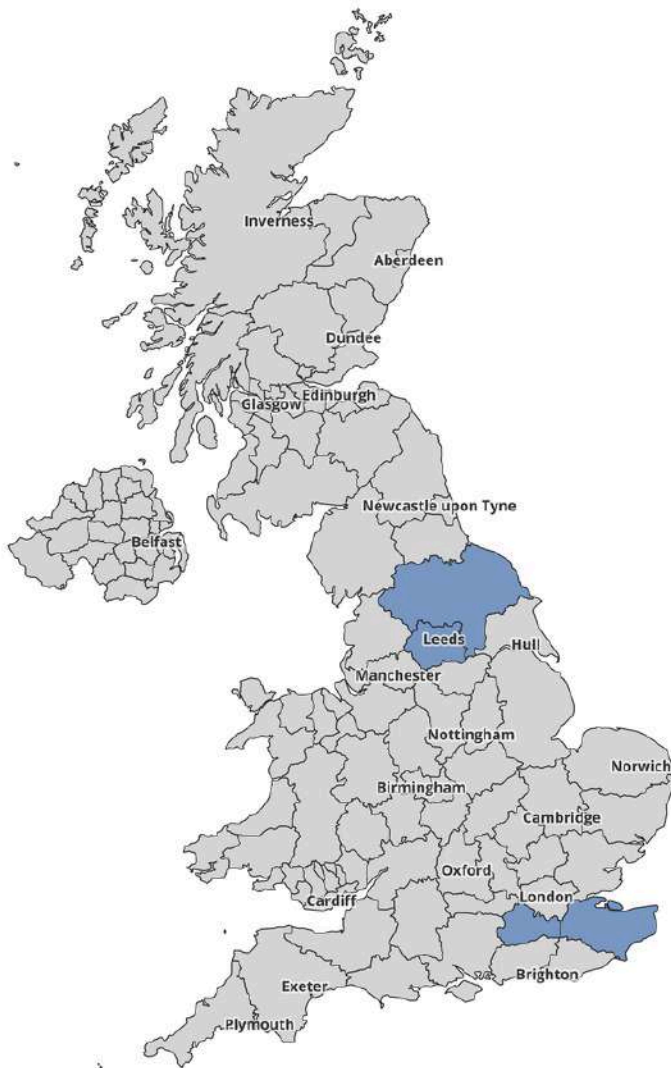 Inverness
Aberdeen
Dundee
Glasgow
Edinburgh
Newcastle upon Tyne
Belfast
Leeds
Hull
Manchester
Nottingham
Norwich
Birmingham
Cambridge
Oxford
Cardiff
London
Brighton
Exeter
Plymouth